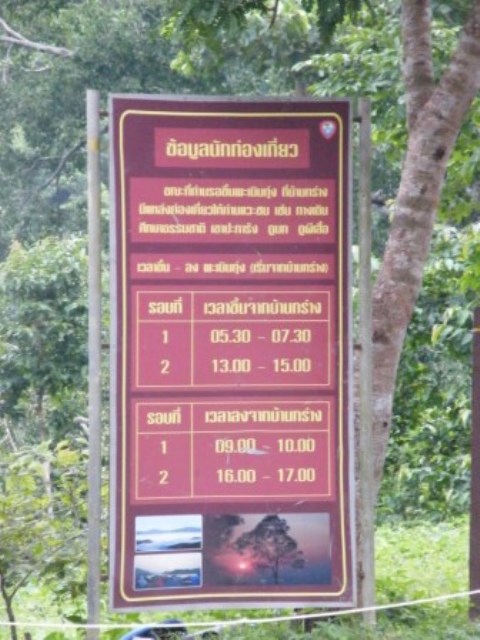 ข้อมูลนักท่องเที่ยว
ขณะที่ท่านรอขึ้นพะเนินทุ่ง ที่บ้านกร่าง
มีแหล่งท่องเที่ยวให้ท่านแวะชม เช่น ทางเดิน
ศึกษาธรรมชาติ เขาปะการัง ดูนก ดูผีเสื้อ
เวลาขึ้น - ลง พะเนินทุ่ง (เริ่มจากบ้านกร่าง)
รอบที่ เวลาขึ้นจากบ้านกร่าง
1 05.30 - 07.30
2 13.00 - 15.00
รอบที่ เวลาลงจากบ้านกร่าง
1 09.00 - 10.00
2 16.00 - 17.00